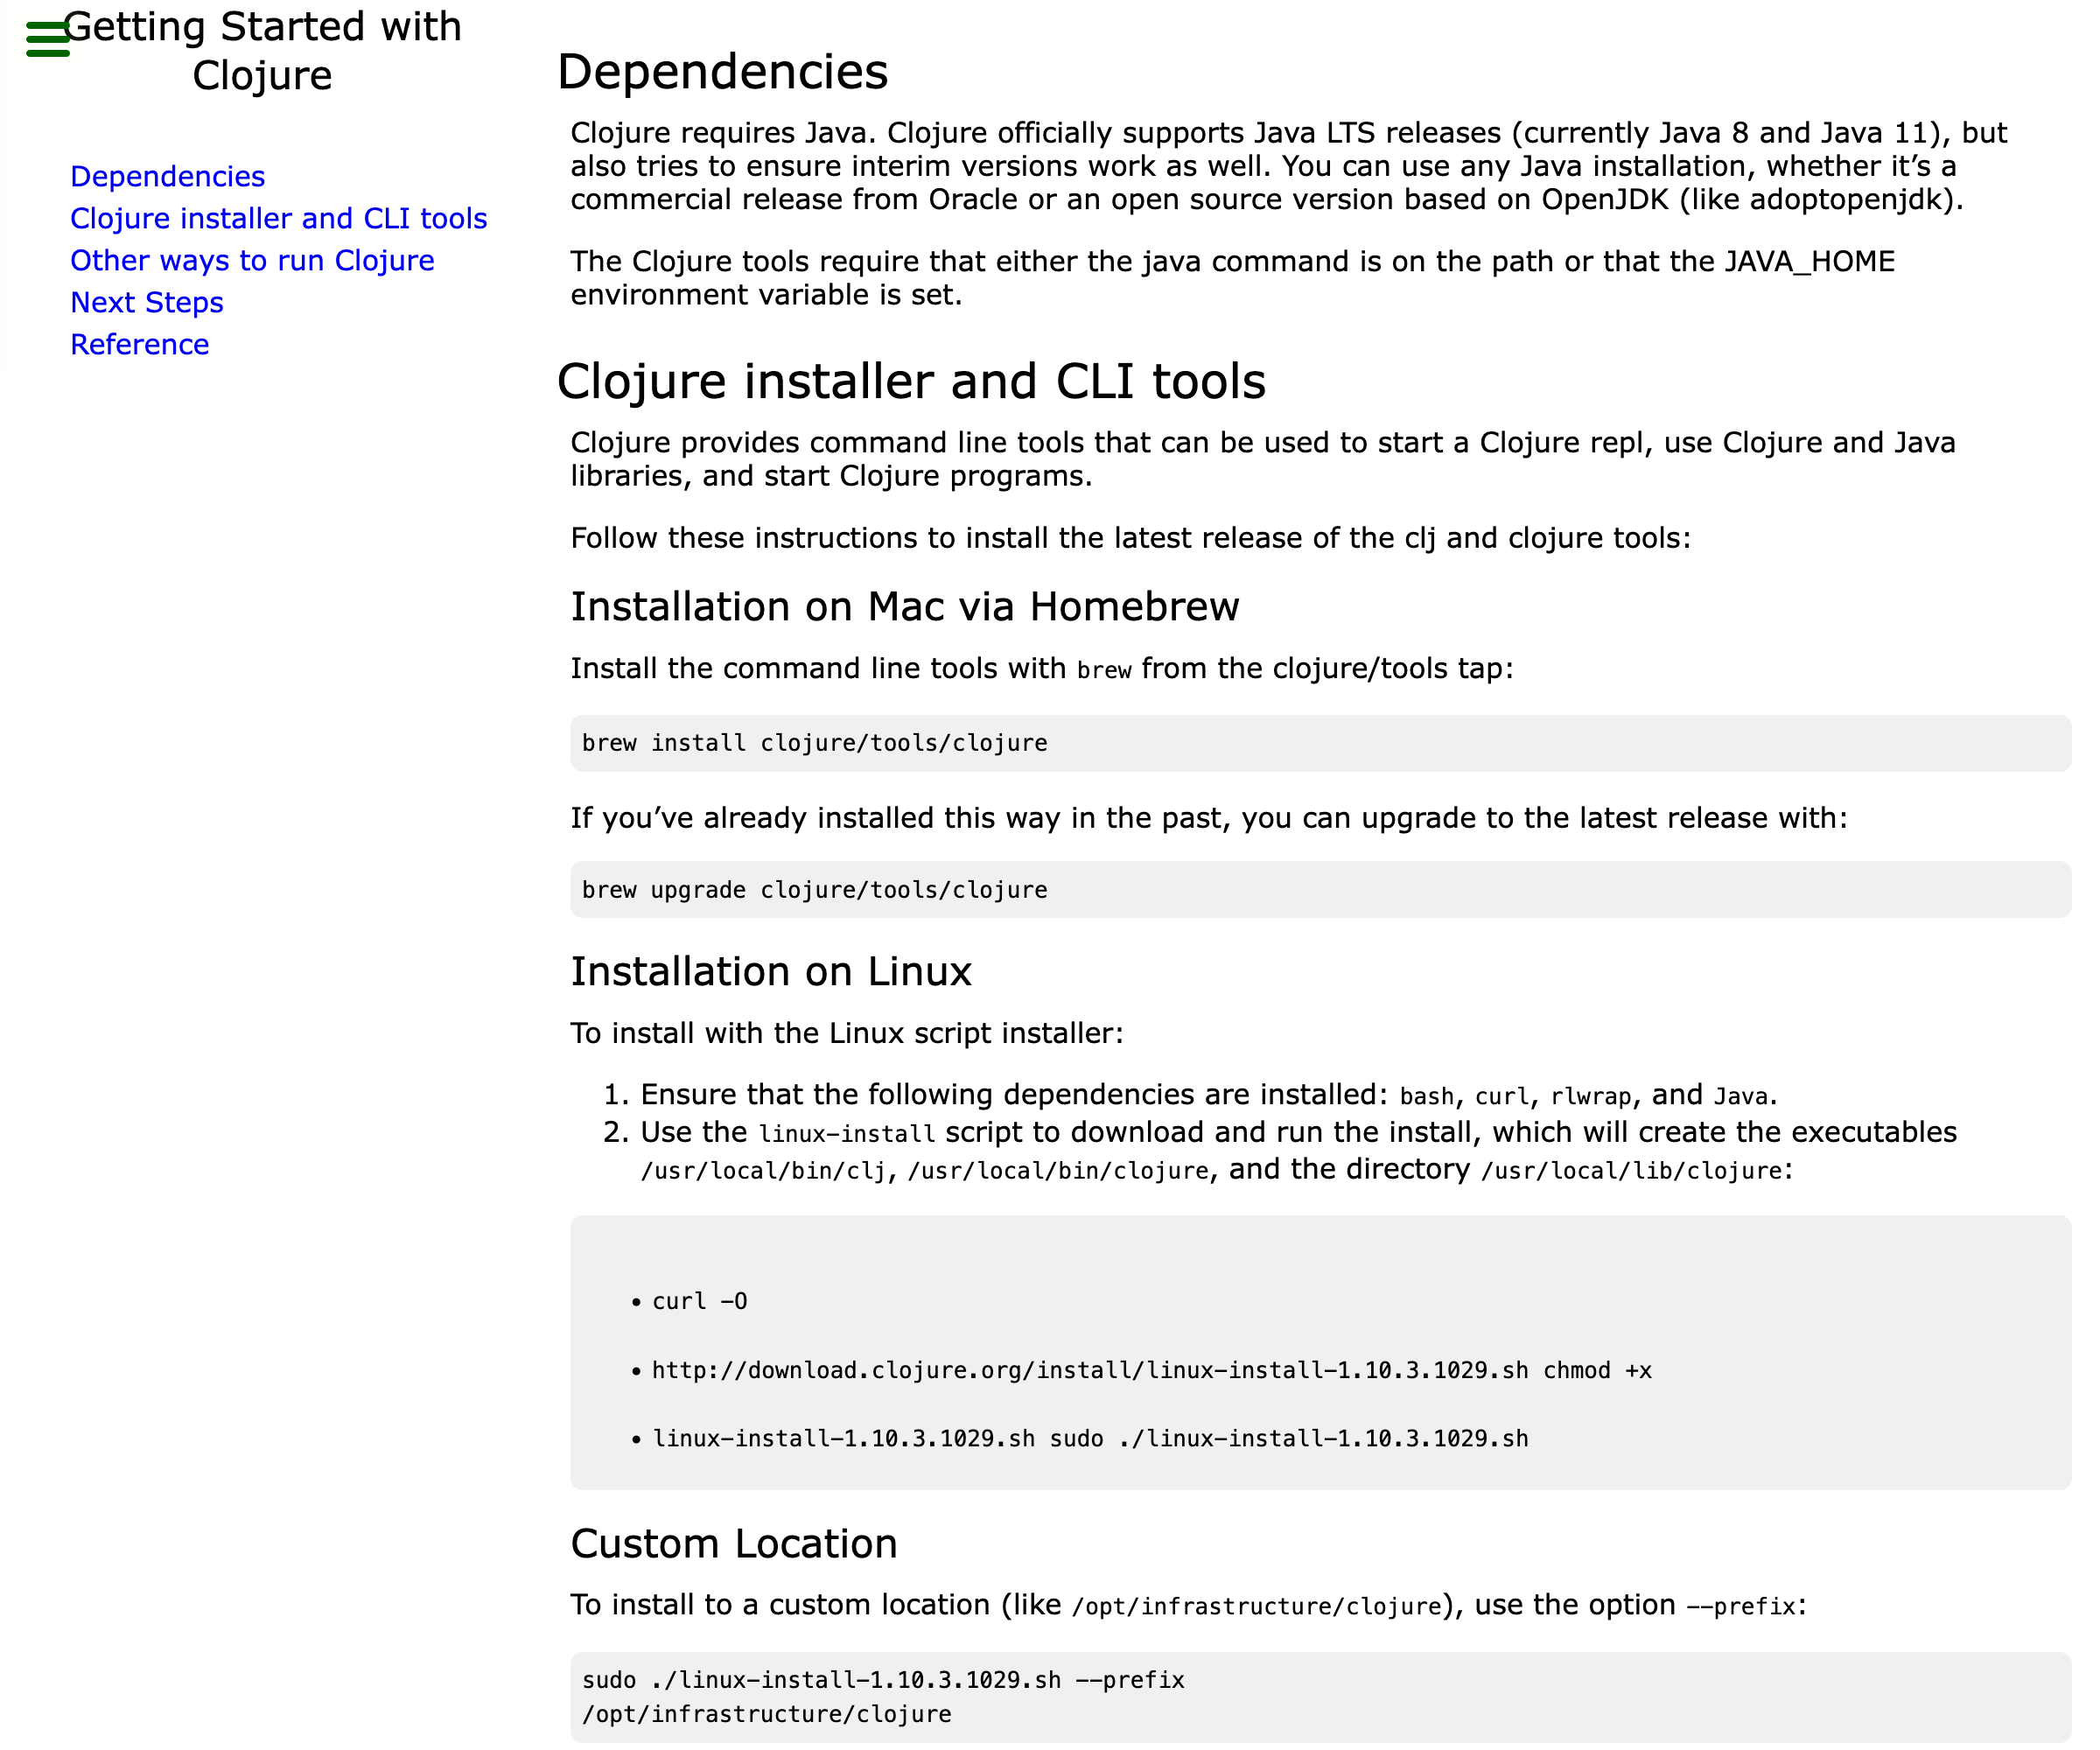 Getting Started with
Clojure
Dependencies
Clojure installer and CLI tools
Other ways to run Clojure
Next Steps
Reference
Dependencies
Clojure requires Java. Clojure officially supports Java LTS releases (currently Java 8 and Java 11), but
also tries to ensure interim versions work as well. You can use any Java installation, whether it’s a
commercial release from Oracle or an open source version based on OpenJDK (like adoptopenjdk).
The Clojure tools require that either the java command is on the path or that the JAVA_HOME
environment variable is set.
Clojure installer and CLI tools
Clojure provides command line tools that can be used to start a Clojure repl, use Clojure and Java
libraries, and start Clojure programs.
Follow these instructions to install the latest release of the clj and clojure tools:
Installation on Mac via Homebrew
Install the command line tools with brew from the clojure/tools tap:
brew install clojure/tools/clojure
If you’ve already installed this way in the past, you can upgrade to the latest release with:
brew upgrade clojure/tools/clojure
Installation on Linux
To install with the Linux script installer:
1. Ensure that the following dependencies are installed: bash, curl, rlwrap, and Java.
2. Use the linux-install script to download and run the install, which will create the executables
/usr/local/bin/clj, /usr/local/bin/clojure, and the directory /usr/local/lib/clojure:
• curl -O
• http://download.clojure.org/install/linux-install-1.10.3.1029.sh chmod +x
• linux-install-1.10.3.1029.sh sudo ./linux-install-1.10.3.1029.sh
Custom Location
To install to a custom location (like /opt/infrastructure/clojure), use the option --prefix:
sudo ./linux-install-1.10.3.1029.sh --prefix
/opt/infrastructure/clojure